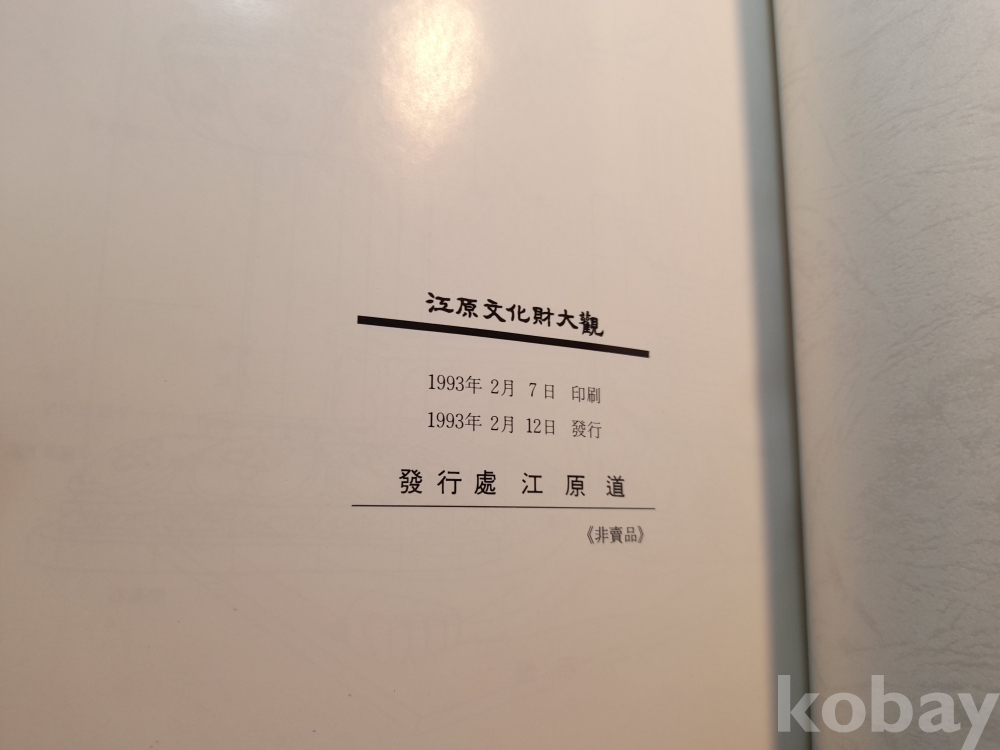 江原文化財大觀
1993年 2月 7日 印刷
1993年 2月 12日 發行
發行處 江原道
《非賣品》
kobay